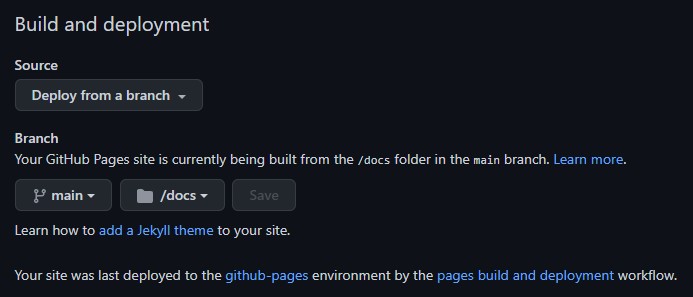 Build and deployment
Source
Deploy from a branch
Branch
Your GitHub Pages site is currently being built from the /docs folder in the main branch. Learn more.
main /docs Save
Learn how to add a Jekyll theme to your site.
Your site was last deployed to the github-pages environment by the pages build and deployment workflow.